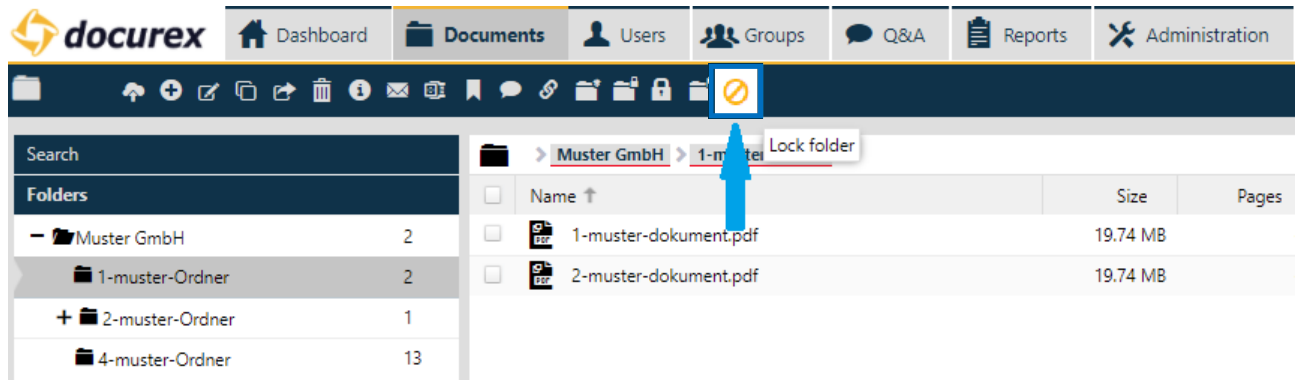 docurex Dashboard Documents Users Groups Q&A Reports Administration
Lock folder
Search
Muster GmbH
Folders
Name Size Pages
Muster GmbH 2
1-muster-dokument.pdf 19.74 MB
1-muster-Ordner 2
2-muster-dokument.pdf 19.74 MB
2-muster-Ordner 1
4-muster-Ordner 13